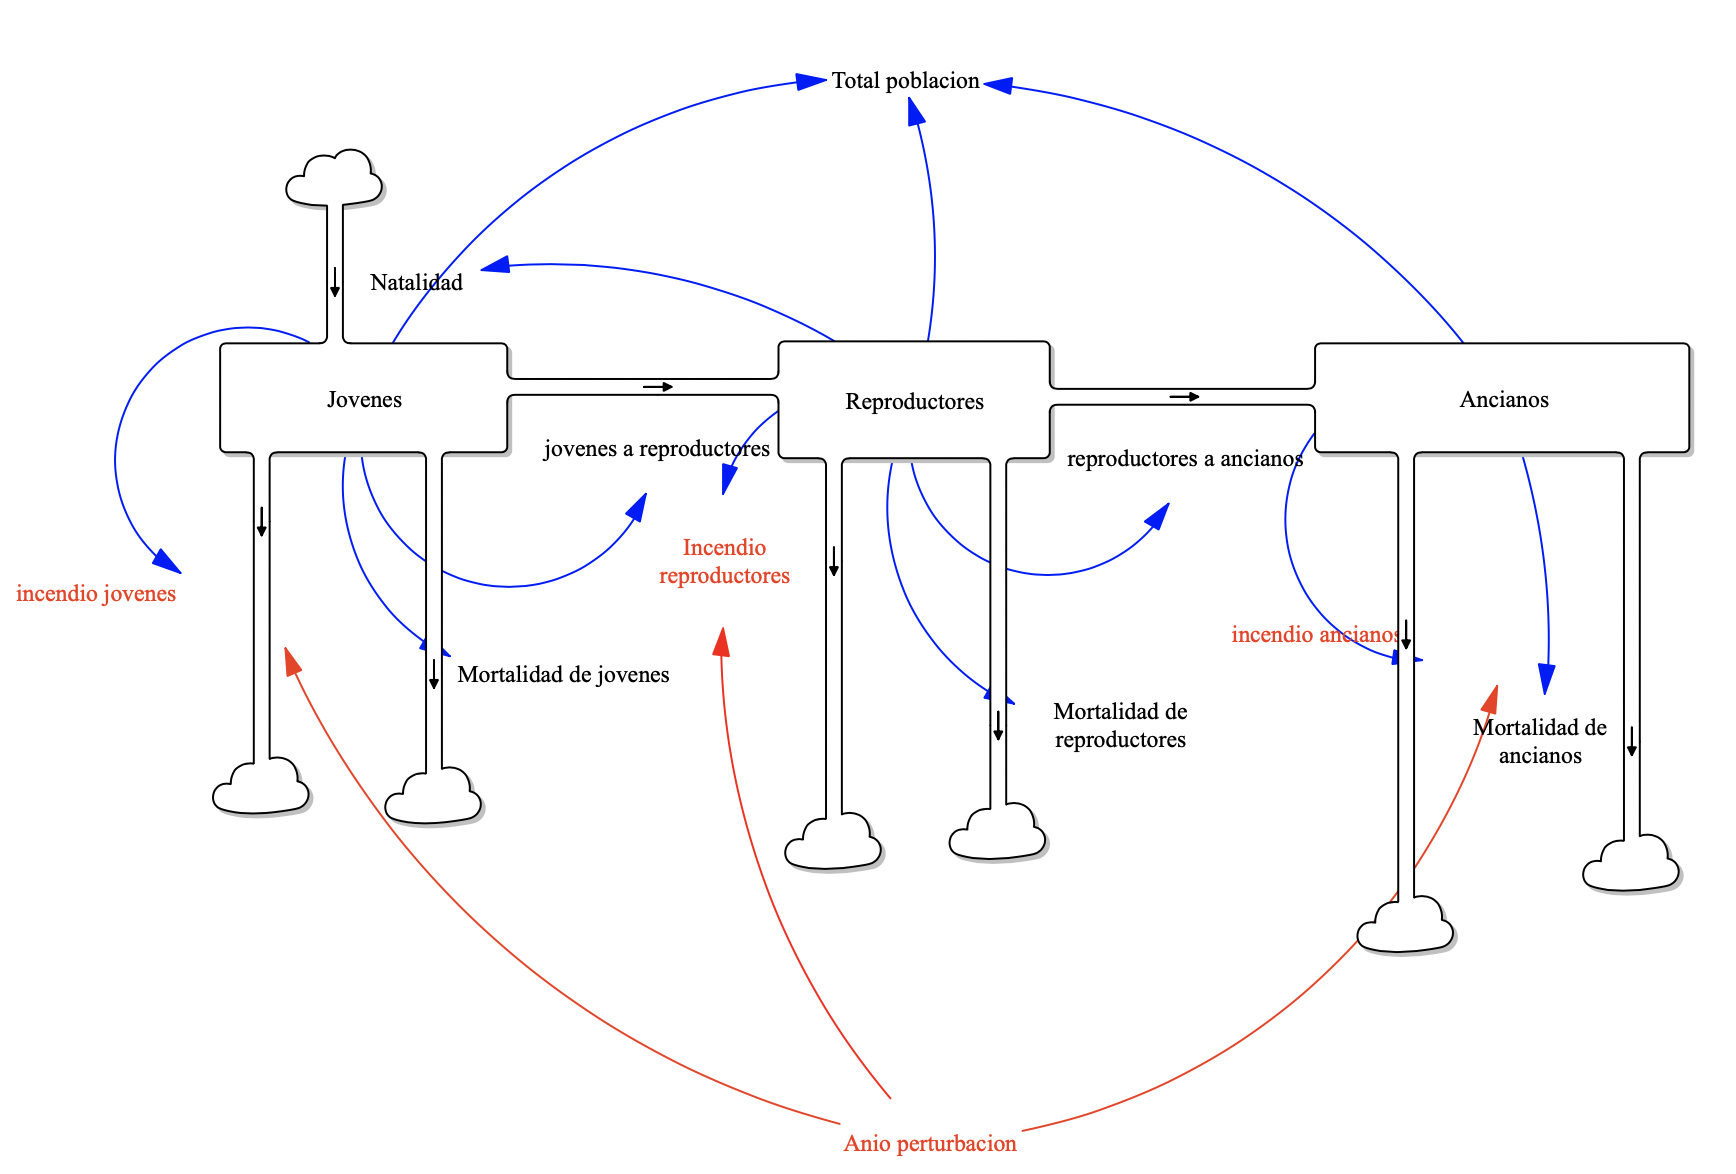 Total poblacion
Natalidad
Jovenes
Reproductores
Ancianos
jovenes a reproductores
reproductores a ancianos
Incendio
reproductores
incendio jovenes
incendio ancianos
Mortalidad de jovenes
Mortalidad de
reproductores
Mortalidad de
ancianos
Anio perturbacion